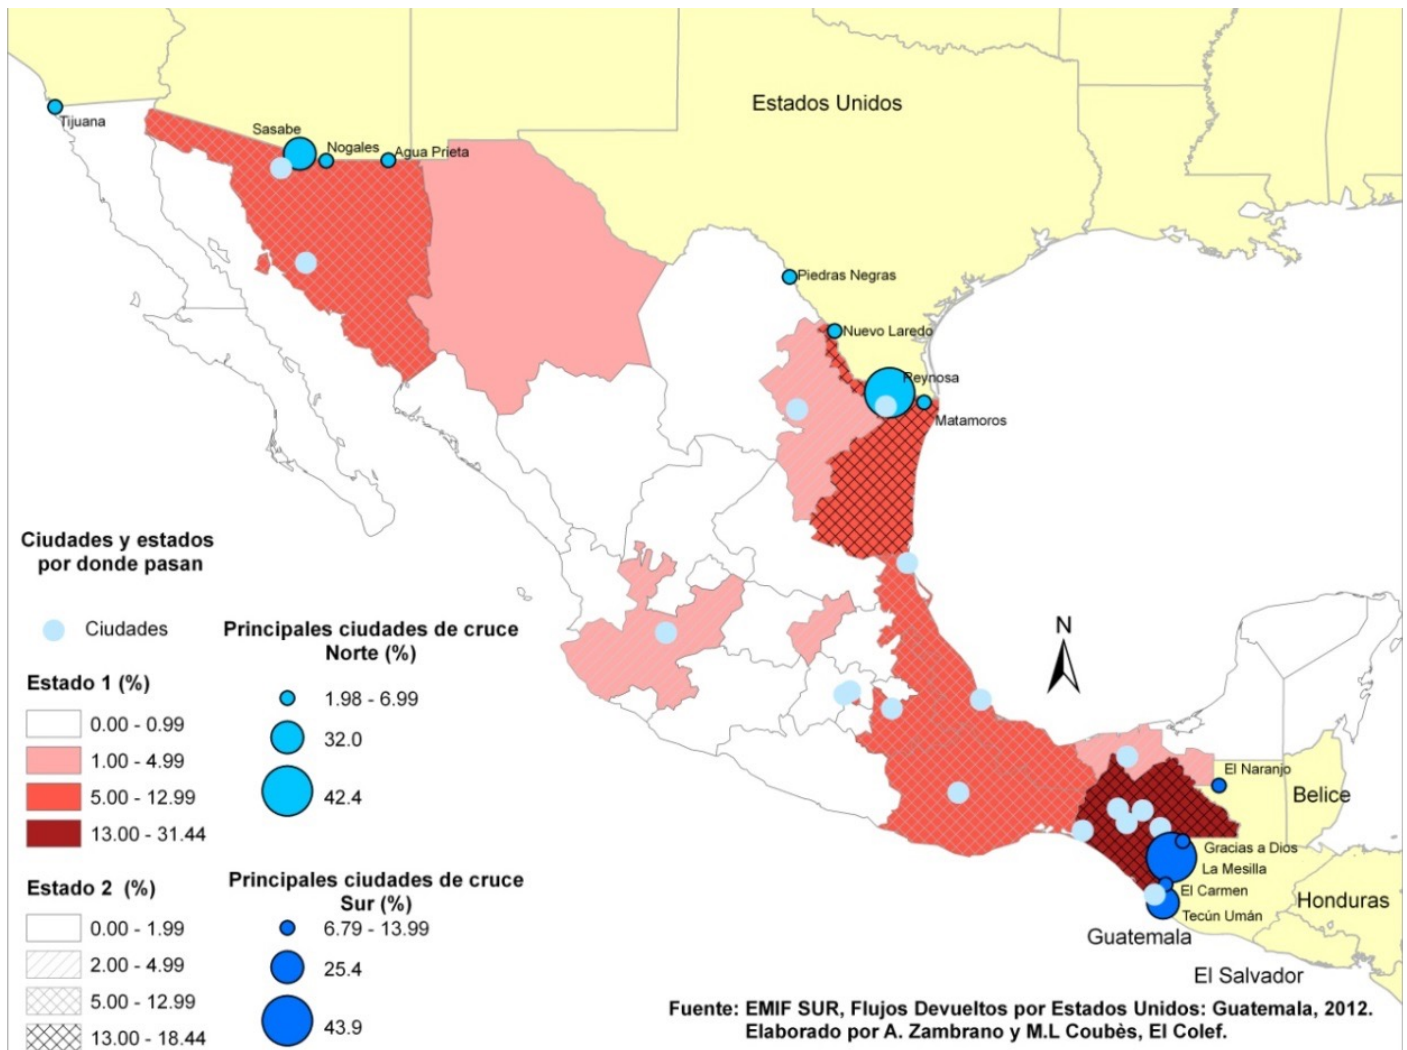 Estados Unidos
Tijuana
Sasabe
Nogales
Agua Prieta
Piedras Negras
Nuevo Laredo
Reynosa
Matamoros
Ciudades y estados
por donde pasan
Ciudades
Estado 1 (%)
0.00 - 0.99
1.00 - 4.99
5.00 - 12.99
13.00 - 31.44
Estado 2 (%)
0.00 - 1.99
2.00 - 4.99
5.00 - 12.99
13.00 - 18.44
Principales ciudades de cruce
Norte (%)
1.98 - 6.99
32.0
42.4
Principales ciudades de cruce
Sur (%)
6.79 - 13.99
25.4
43.9
N
El Naranjo
Belice
Gracias a Dios
La Mesilla
El Carmen
Tecún Umán
Honduras
Guatemala
El Salvador
Fuente: EMIF SUR, Flujos Devueltos por Estados Unidos: Guatemala, 2012.
Elaborado por A. Zambrano y M.L Coubès, El Colef.